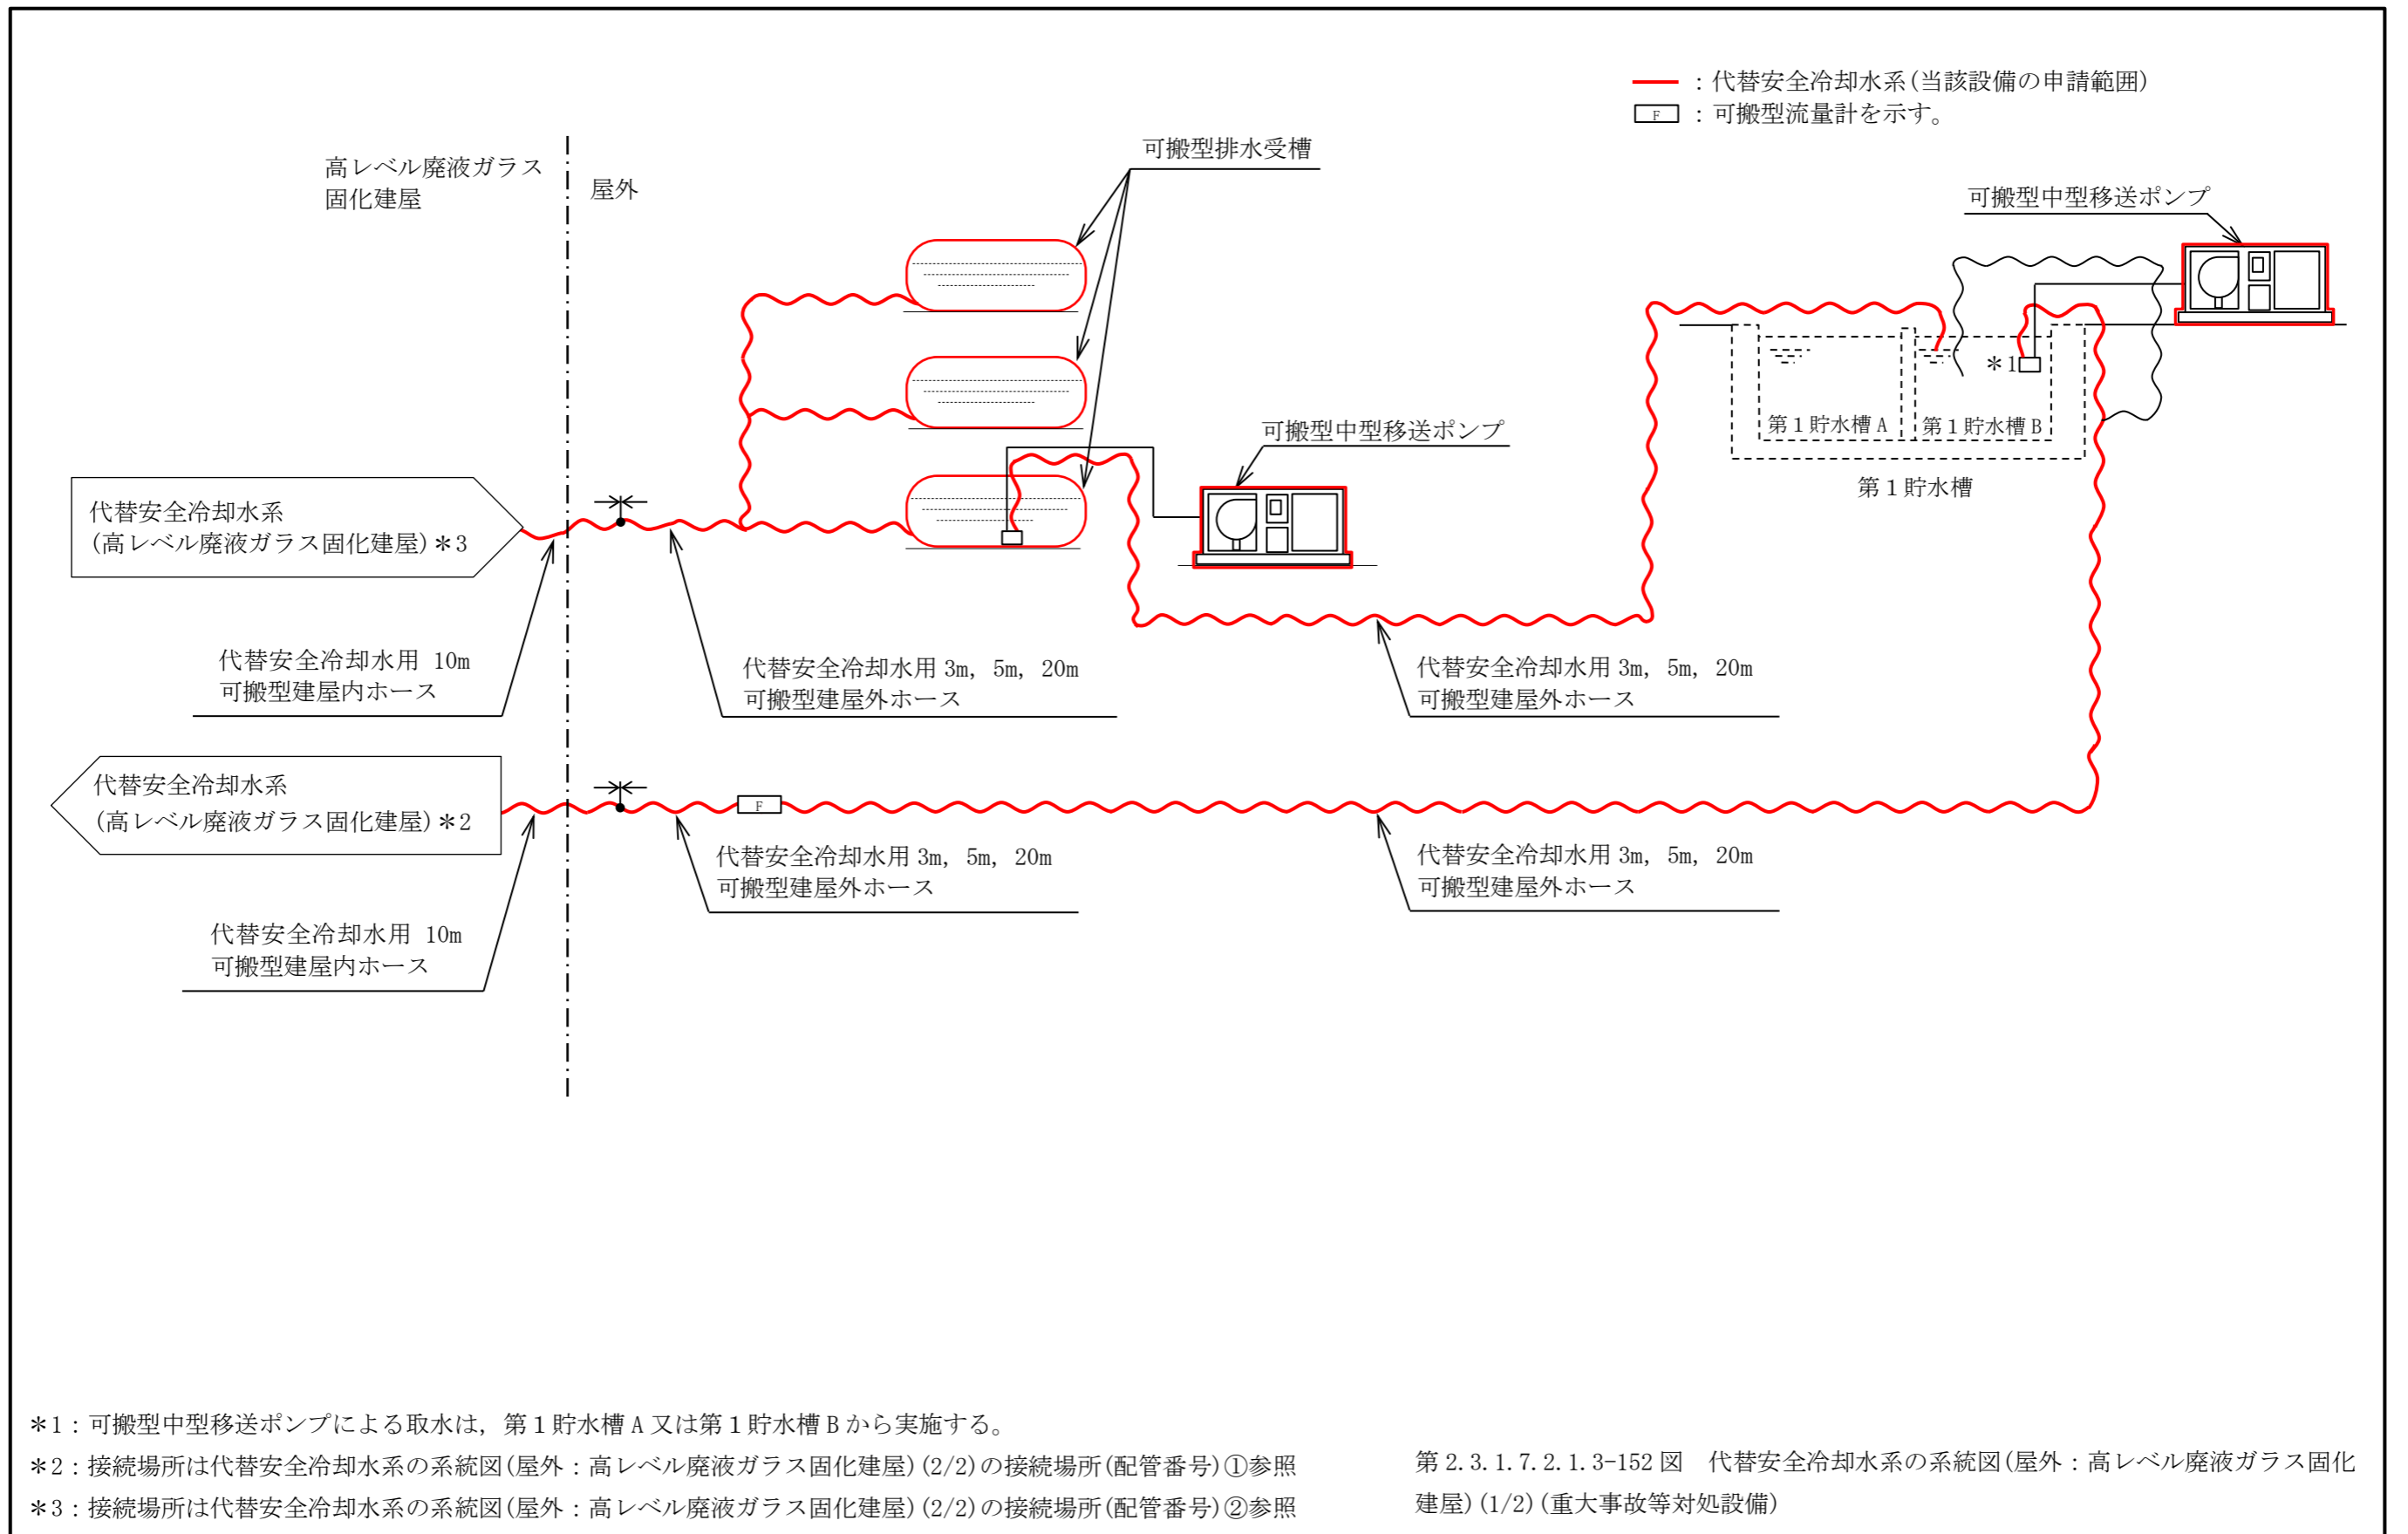 ━━ : 代替安全冷却水系(当該設備の申請範囲)
F : 可搬型流量計を示す。
高レベル廃液ガラス
固化建屋
屋外
可搬型排水受槽
可搬型中型移送ポンプ
可搬型中型移送ポンプ
＊1
第１貯水槽 A
第１貯水槽 B
第１貯水槽
代替安全冷却水系
(高レベル廃液ガラス固化建屋)＊3
代替安全冷却水用 10m
可搬型建屋内ホース
代替安全冷却水用 3m, 5m, 20m
可搬型建屋外ホース
代替安全冷却水用 3m, 5m, 20m
可搬型建屋外ホース
代替安全冷却水系
(高レベル廃液ガラス固化建屋)＊2
F
代替安全冷却水用 3m, 5m, 20m
可搬型建屋外ホース
代替安全冷却水用 3m, 5m, 20m
可搬型建屋外ホース
代替安全冷却水用 10m
可搬型建屋内ホース
＊1：可搬型中型移送ポンプによる取水は, 第１貯水槽 A 又は第１貯水槽 B から実施する。
＊2：接続場所は代替安全冷却水系の系統図(屋外：高レベル廃液ガラス固化建屋)(2/2)の接続場所(配管番号)①参照
＊3：接続場所は代替安全冷却水系の系統図(屋外：高レベル廃液ガラス固化建屋)(2/2)の接続場所(配管番号)②参照
第 2.3.1.7.2.1.3-152 図　代替安全冷却水系の系統図(屋外：高レベル廃液ガラス固化
建屋)(1/2)(重大事故等対処設備)